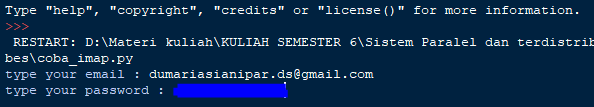 Type "help", "copyright", "credits" or "license()" for more information.
>>>
RESTART: D:\Materi kuliah\KULIAH SEMESTER 6\Sistem Paralel dan terdistrib
bes\coba_imap.py
type your email : dumariasianipar.ds@gmail.com
type your password :